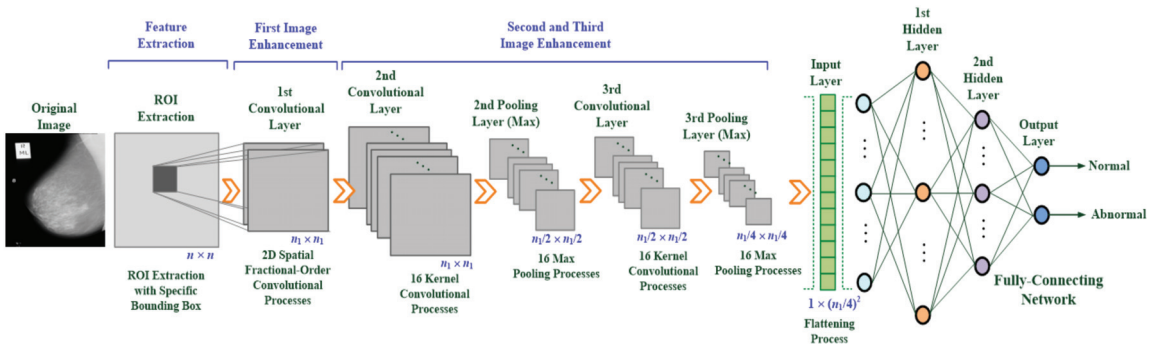 Feature
Extraction
First Image
Enhancement
Second and Third
Image Enhancement
Original
Image
ROI
Extraction
n × n
ROI Extraction
with Specific
Bounding Box
1st
Convolutional
Layer
n₁ × n₁
2D Spatial
Fractional-Order
Convolutional
Processes
2nd
Convolutional
Layer
n₁ × n₁
16 Kernel
Convolutional
Processes
2nd Pooling
Layer (Max)
n₁/2 × n₁/2
16 Max
Pooling Processes
3rd
Convolutional
Layer
n₁/2 × n₁/2
16 Kernel
Convolutional
Processes
3rd Pooling
Layer (Max)
n₁/4 × n₁/4
16 Max
Pooling Processes
Input
Layer
1 × (n₁/4)²
Flattening
Process
1st
Hidden
Layer
2nd
Hidden
Layer
Output
Layer
Normal
Abnormal
Fully-Connecting
Network